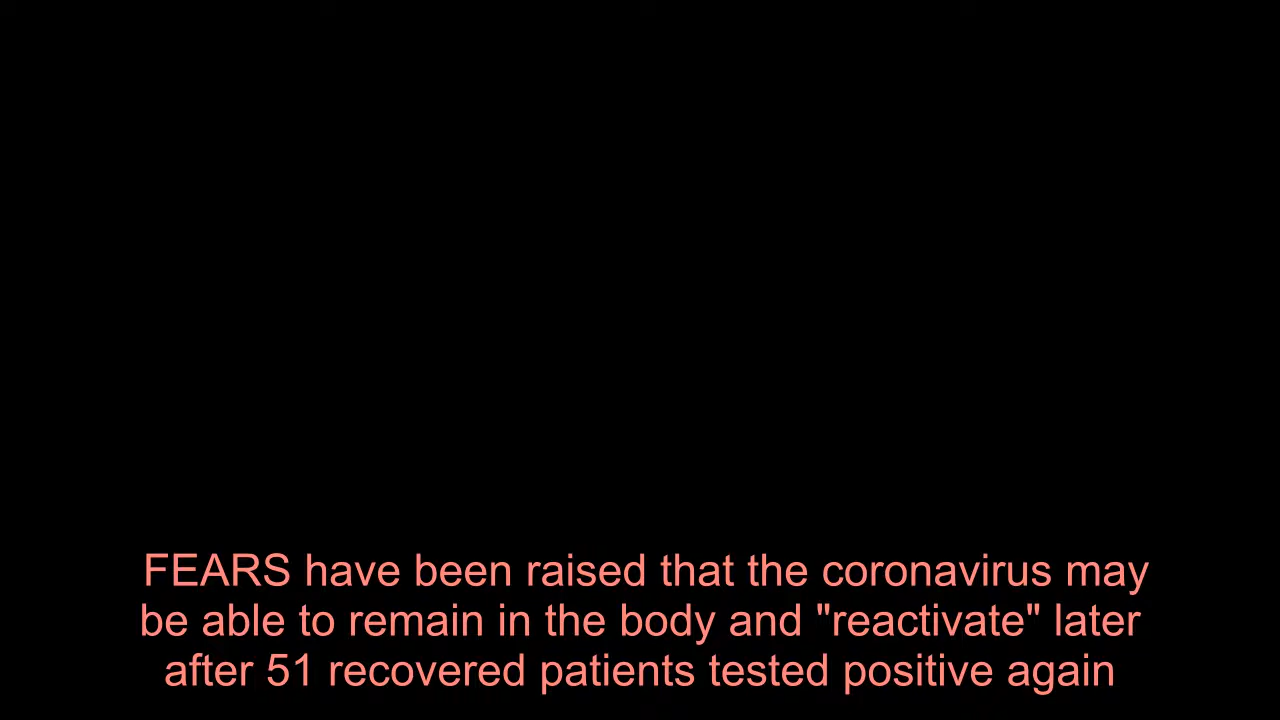 FEARS have been raised that the coronavirus may
be able to remain in the body and "reactivate" later
after 51 recovered patients tested positive again